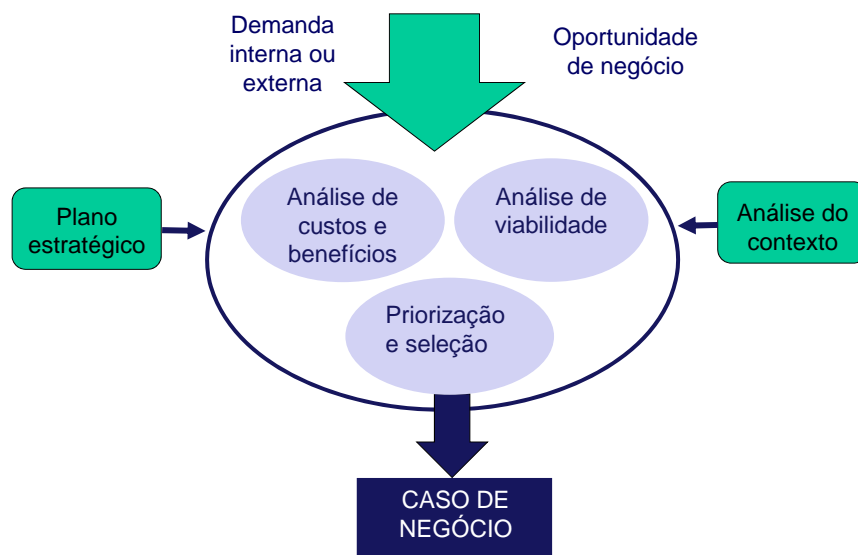 Demanda
interna ou
externa
Oportunidade
de negócio
Plano
estratégico
Análise de
custos e
benefícios
Análise de
viabilidade
Análise do
contexto
Priorização
e seleção
CASO DE
NEGÓCIO